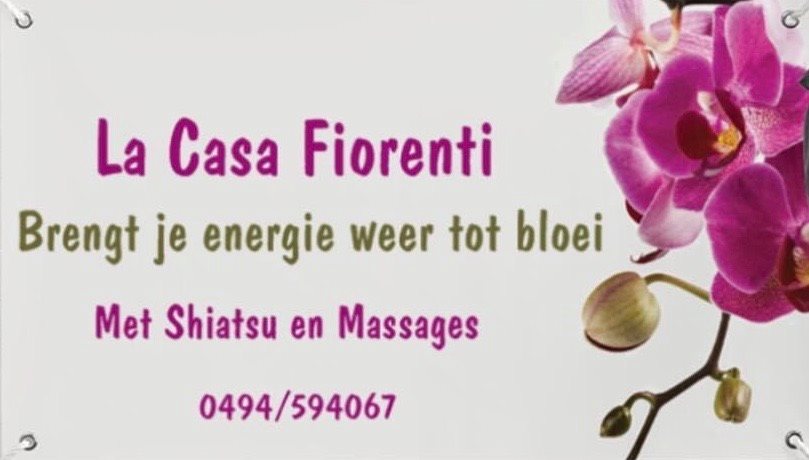 La Casa Fiorenti
Brengt je energie weer tot bloei
Met Shiatsu en Massages
0494/594067